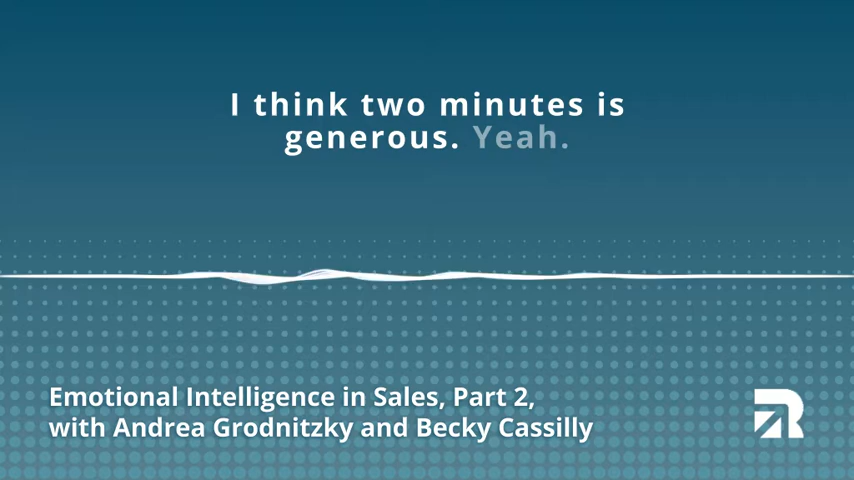 I think two minutes is
generous. Yeah.
Emotional Intelligence in Sales, Part 2,
with Andrea Grodnitzky and Becky Cassilly